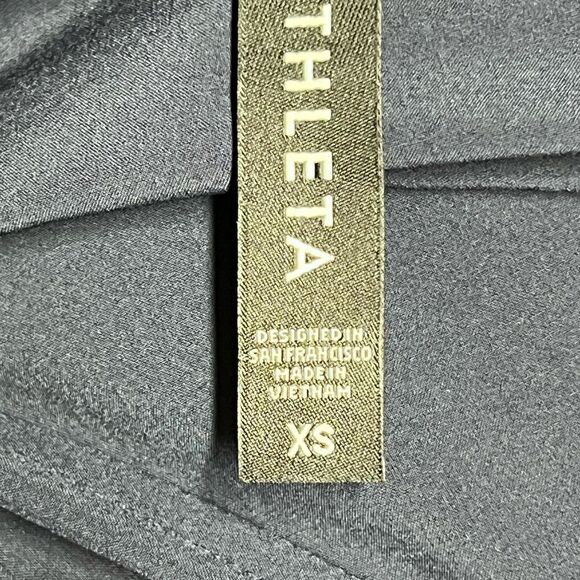 THLETA
DESIGNED IN
SAN FRANCISCO
MADE IN
VIETNAM
XS